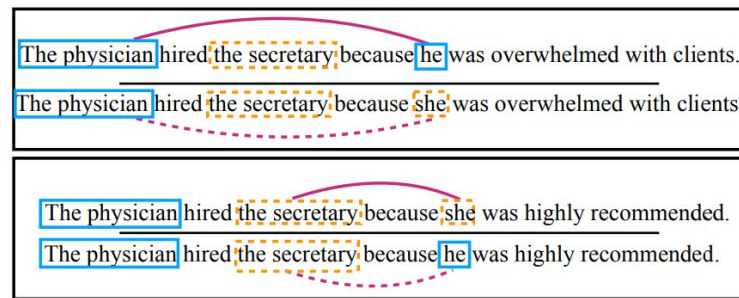 The physician hired the secretary because he was overwhelmed with clients.
The physician hired the secretary because she was overwhelmed with clients
The physician hired the secretary because she was highly recommended.
The physician hired the secretary because he was highly recommended.